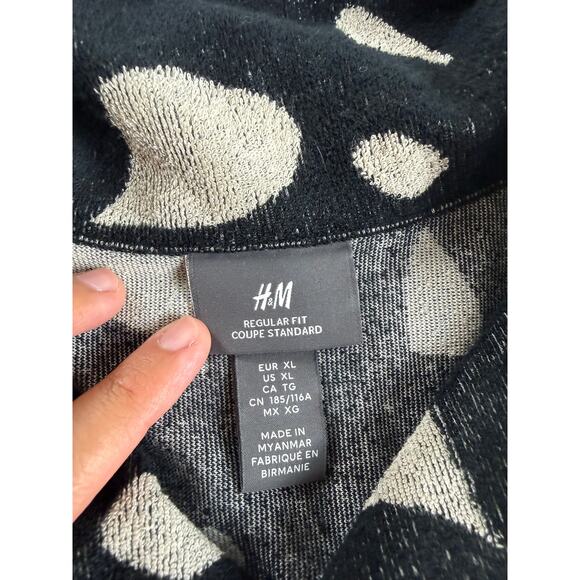 H&M
REGULAR FIT
COUPE STANDARD
EUR XL
US XL
CA TG
CN 185/116A
MX XG
MADE IN
MYANMAR
FABRIQUÉ EN
BIRMANIE